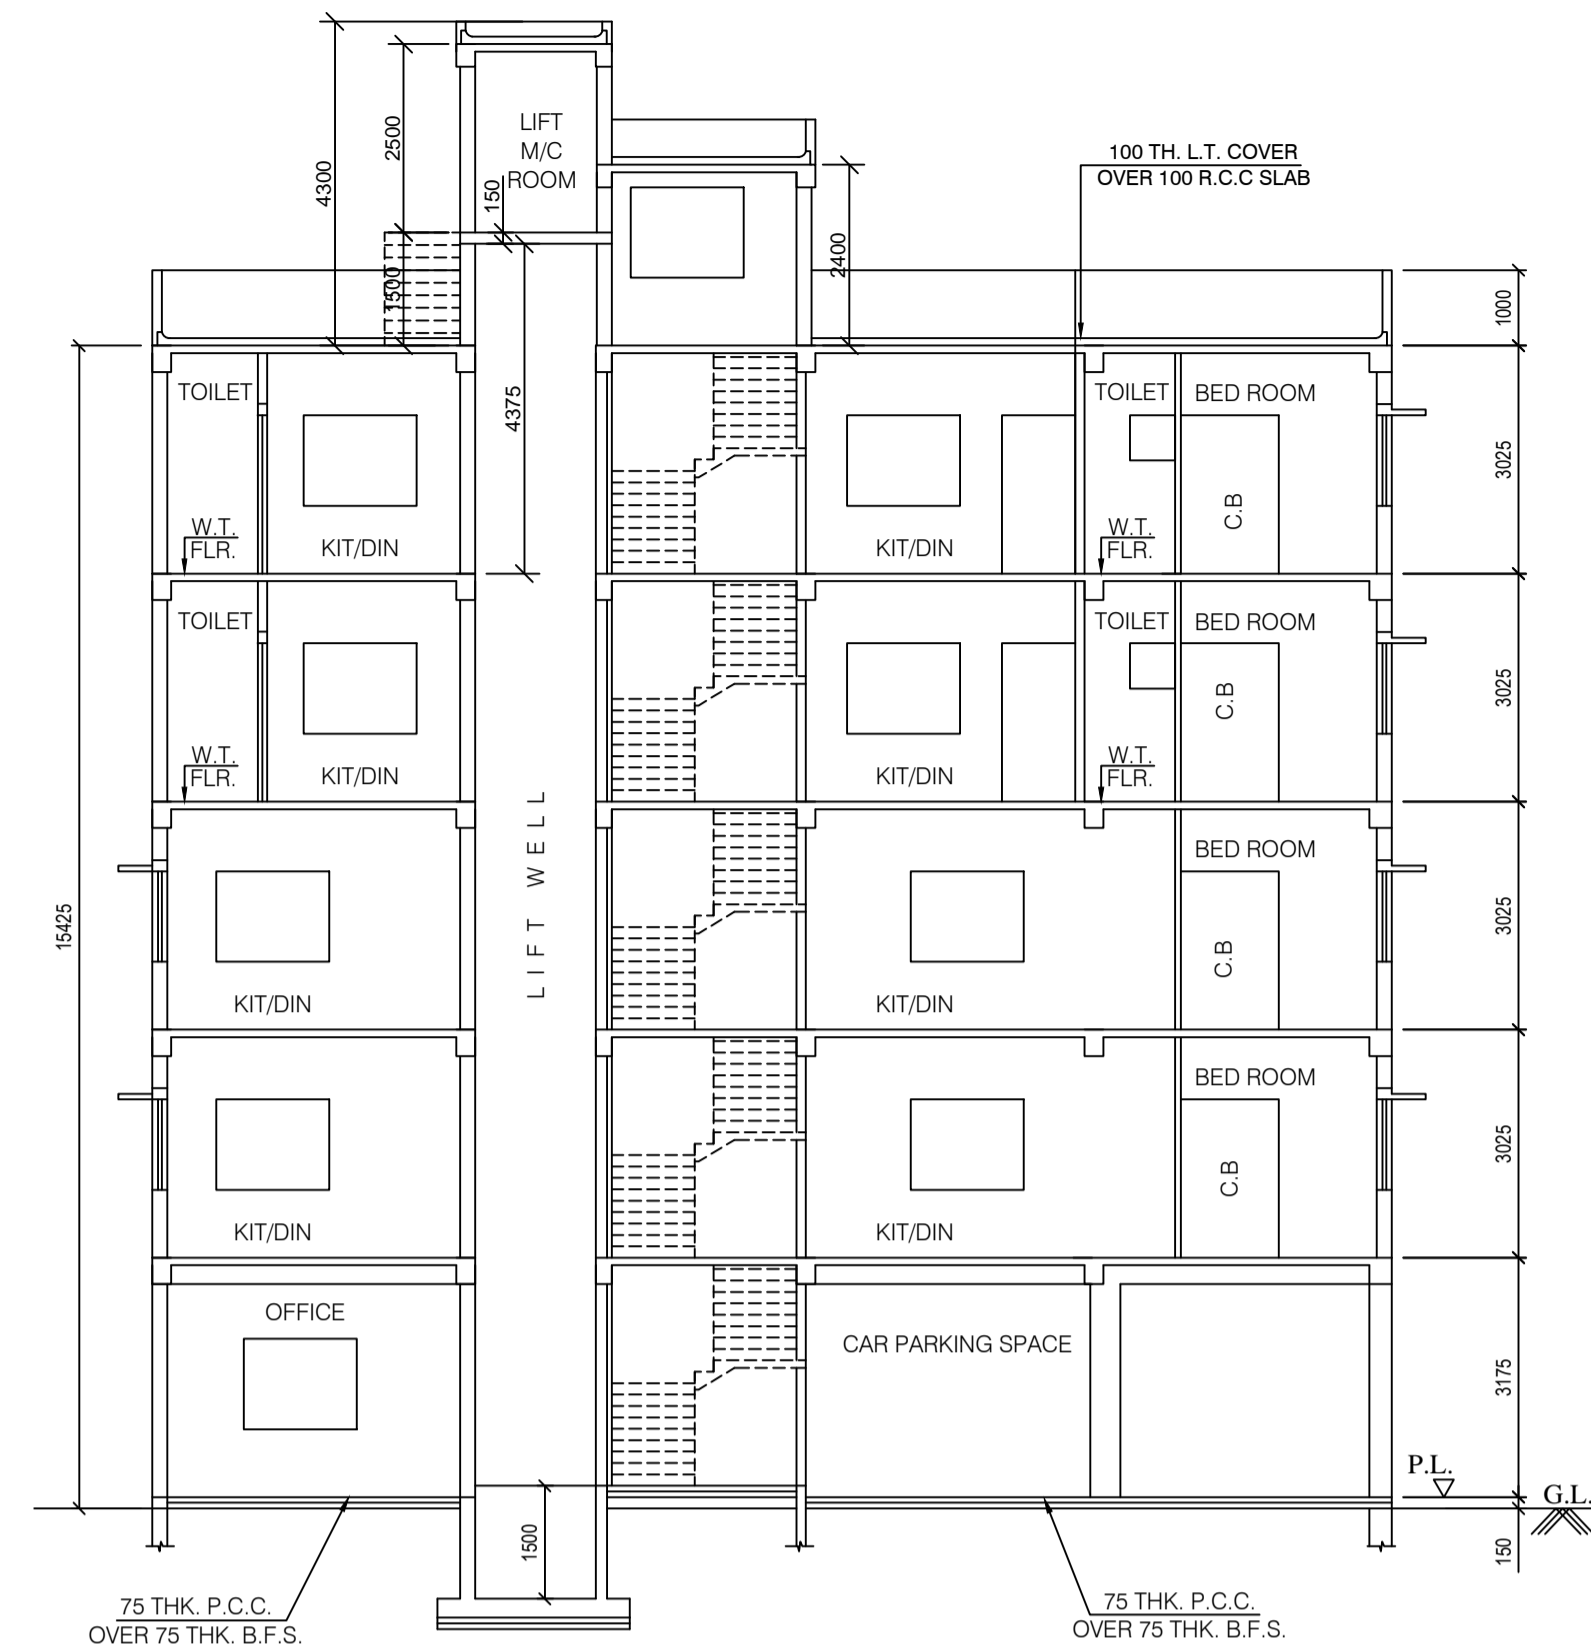 LIFT
M/C
ROOM
4300
2500
150
1500
2400
100 TH. L.T. COVER
OVER 100 R.C.C SLAB
1000
TOILET
4375
TOILET
BED ROOM
3025
C.B
W.T.
FLR.
KIT/DIN
KIT/DIN
W.T.
FLR.
TOILET
TOILET
BED ROOM
3025
C.B
W.T.
FLR.
KIT/DIN
KIT/DIN
W.T.
FLR.
LIFT WELL
BED ROOM
15425
3025
C.B
KIT/DIN
KIT/DIN
BED ROOM
3025
C.B
KIT/DIN
KIT/DIN
OFFICE
CAR PARKING SPACE
3175
P.L.
G.L.
1500
150
75 THK. P.C.C.
OVER 75 THK. B.F.S.
75 THK. P.C.C.
OVER 75 THK. B.F.S.